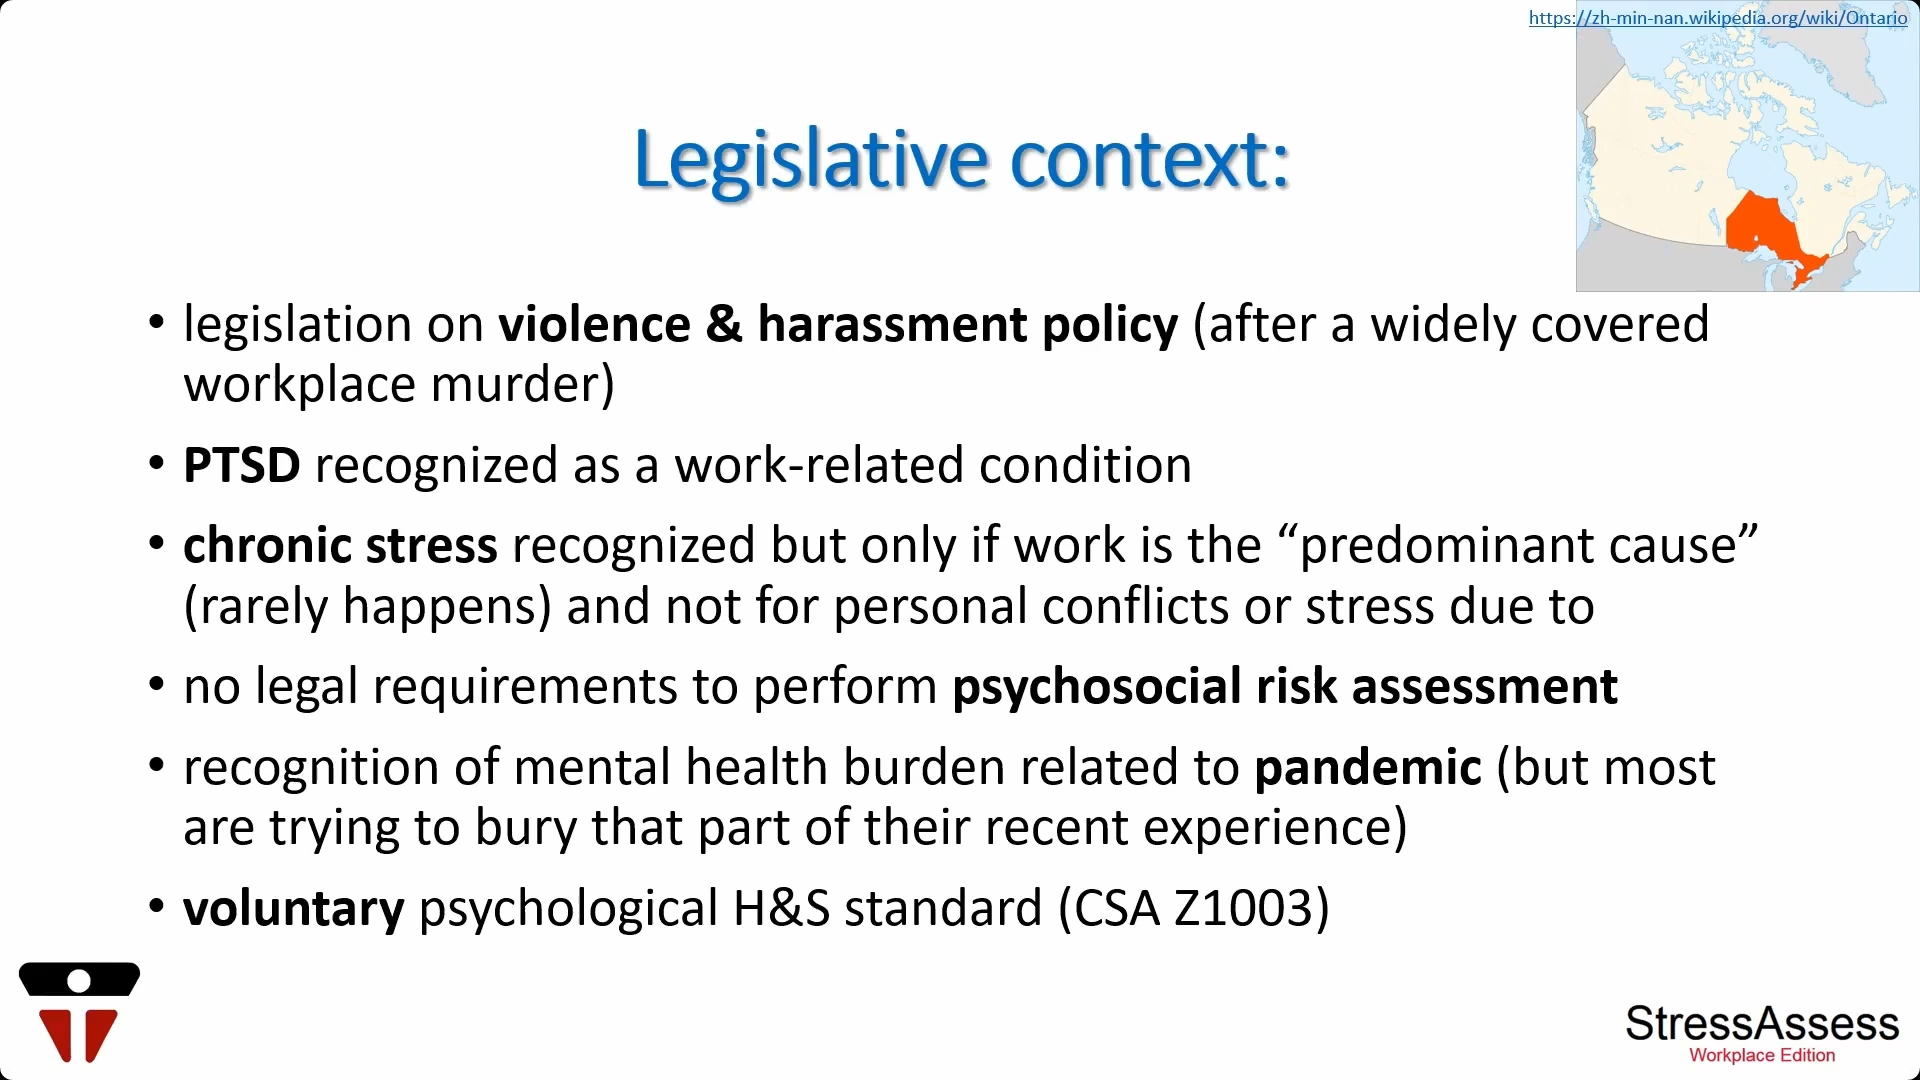 https://zh-min-nan.wikipedia.org/wiki/Ontario
Legislative context:
• legislation on violence & harassment policy (after a widely covered
workplace murder)
• PTSD recognized as a work-related condition
• chronic stress recognized but only if work is the “predominant cause”
(rarely happens) and not for personal conflicts or stress due to
• no legal requirements to perform psychosocial risk assessment
• recognition of mental health burden related to pandemic (but most
are trying to bury that part of their recent experience)
• voluntary psychological H&S standard (CSA Z1003)
StressAssess
Workplace Edition